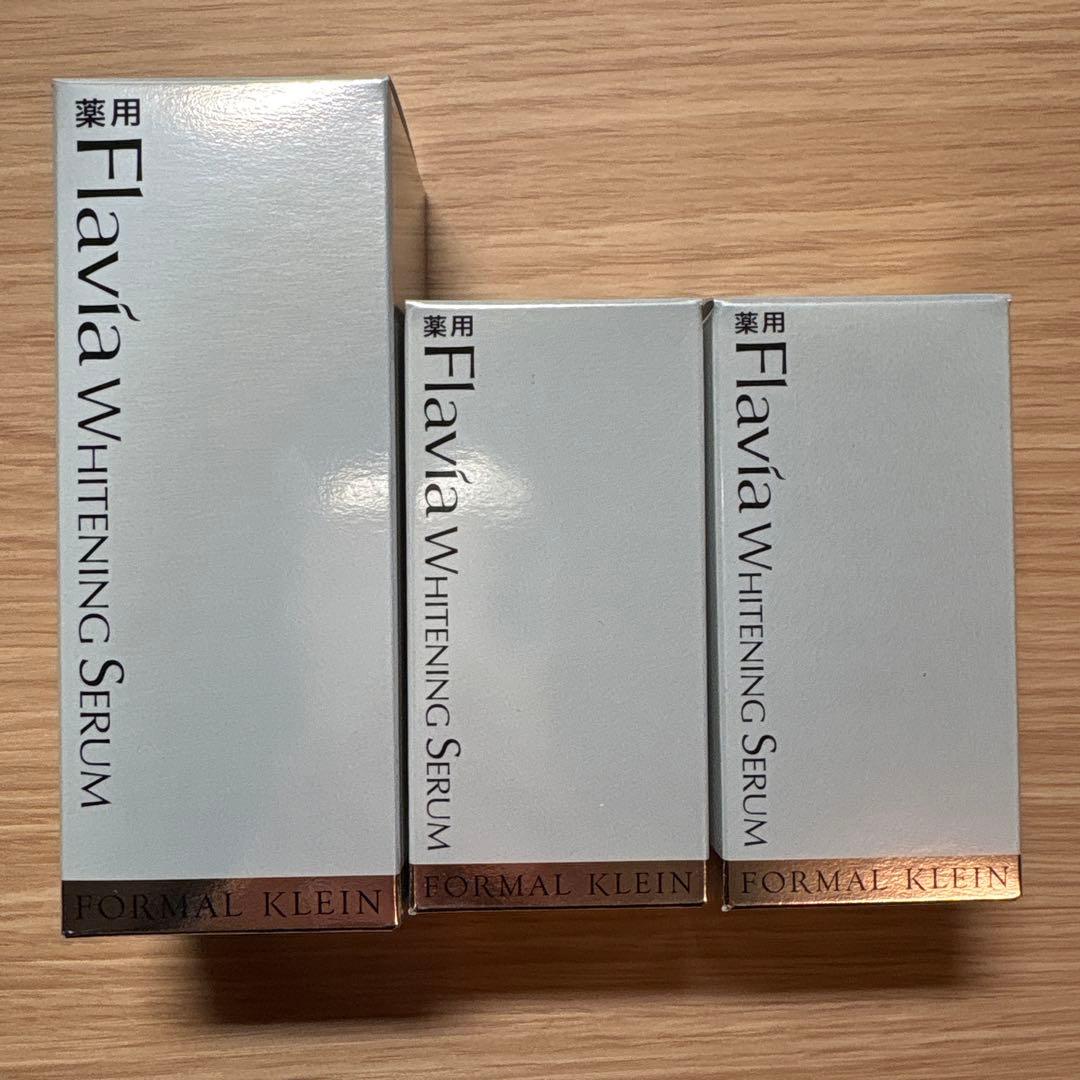 薬用
Flavía WHITENING SERUM
FORMAL KLEIN
薬用
Flavía WHITENING SERUM
FORMAL KLEIN
薬用
Flavía WHITENING SERUM
FORMAL KLEIN